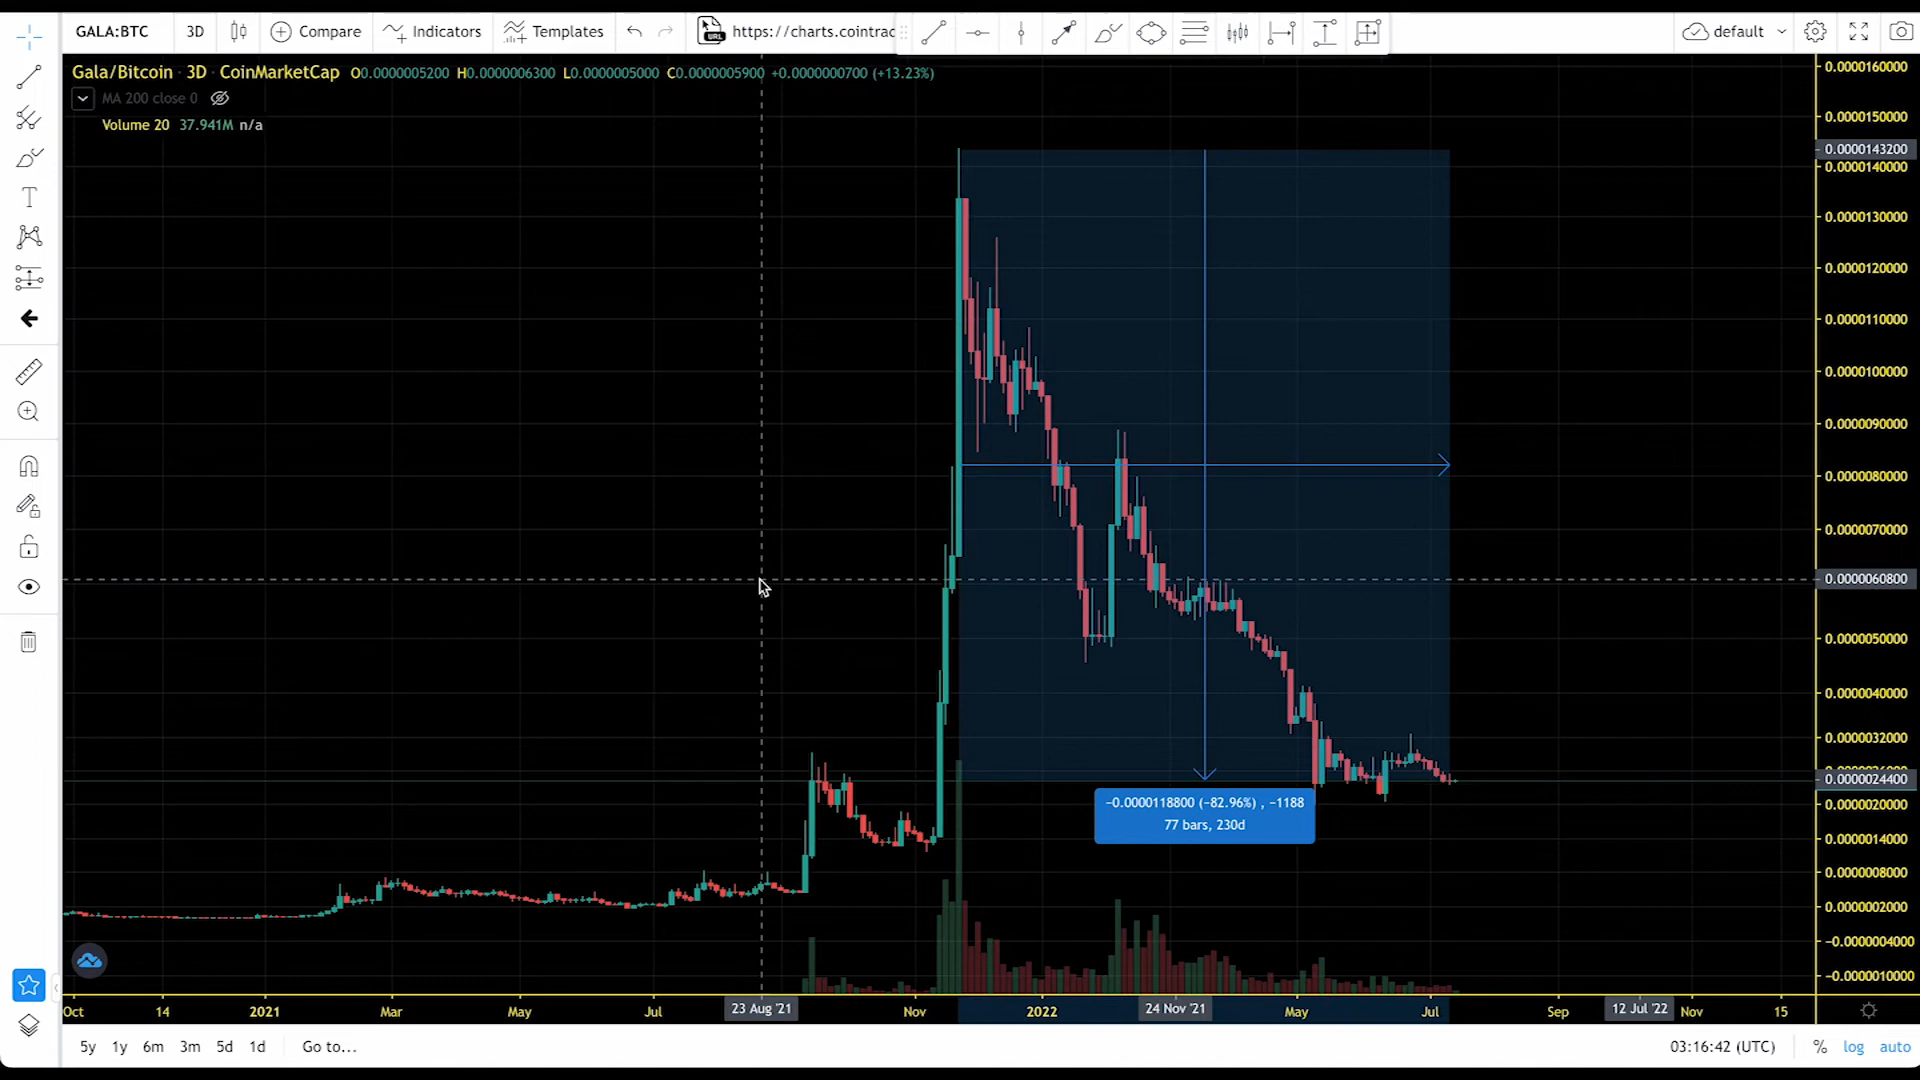 GALA:BTC 3D Compare Indicators Templates https://charts.cointrac default
Gala/Bitcoin · 3D · CoinMarketCap O0.0000005200 H0.0000006300 L0.0000005000 C0.0000005900 +0.0000000700 (+13.23%)
MA 200 close 0
Volume 20 37.941M n/a
0.0000160000
0.0000150000
0.0000143200
0.0000140000
0.0000130000
0.0000120000
0.0000110000
0.0000100000
0.0000090000
0.0000080000
0.0000070000
0.0000060800
0.0000050000
0.0000040000
0.0000032000
0.0000024400
0.0000020000
0.0000014000
0.0000008000
0.0000002000
−0.0000004000
−0.0000010000
−0.0000118800 (−82.96%) , −1188
77 bars, 230d
Oct 14 2021 Mar May Jul 23 Aug '21 Nov 2022 24 Nov '21 May Jul Sep 12 Jul '22 Nov 15
5y 1y 6m 3m 5d 1d Go to... 03:16:42 (UTC) % log auto